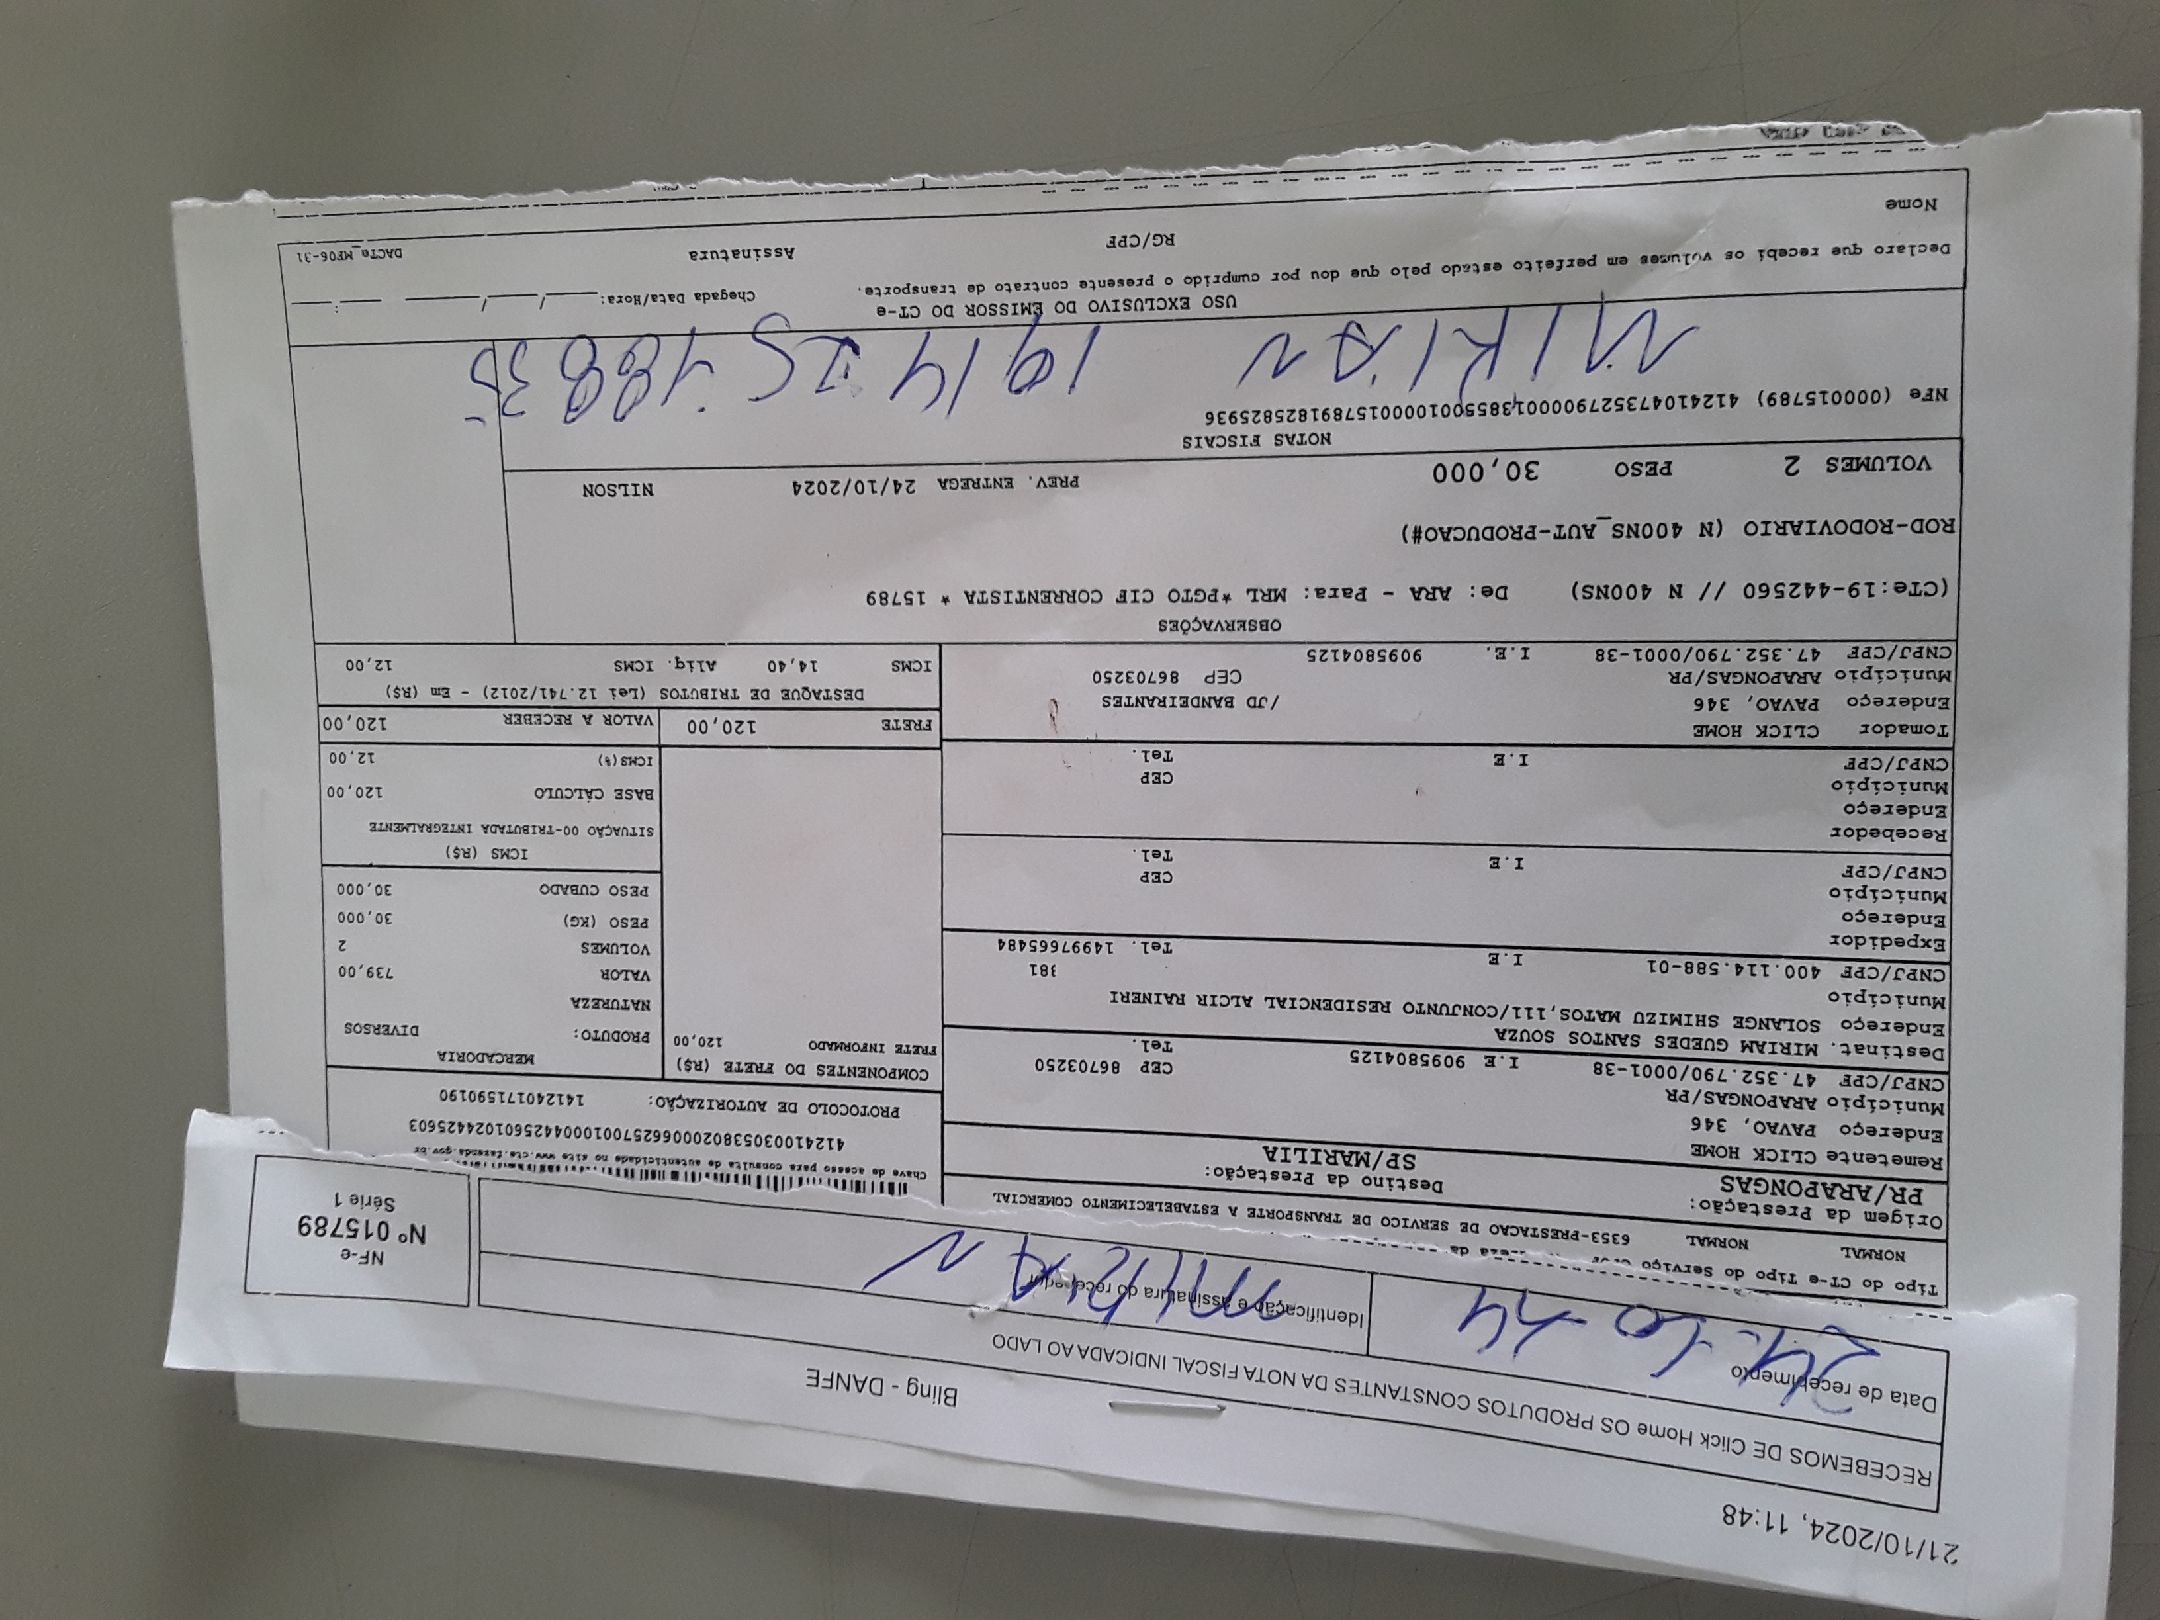 21/10/2024, 11:48
Bling - DANFE
RECEBEMOS DE Click Home OS PRODUTOS CONSTANTES DA NOTA FISCAL INDICADA AO LADO
Data de recebimento
Identificação e assinatura do recebedor
MIRIAN
NF-e
Nº 015789
Série 1
Tipo do CT-e Tipo do Serviço
NORMAL NORMAL 6353-PRESTACAO DE SERVICO DE TRANSPORTE A ESTABELECIMENTO COMERCIAL
Origem da Prestação: Destino da Prestação:
PR/ARAPONGAS SP/MARILIA
Chave de acesso para consulta de autenticidade no site www.cte.fazenda.gov.br
PROTOCOLO DE AUTORIZAÇÃO: 141240171590190
Remetente CLICK HOME
Endereço PAVAO, 346
Município ARAPONGAS/PR CEP 86703250
CNPJ/CPF 47.352.790/0001-38 I.E 9095804125 Tel.
Destinat. MIRIAM GUEDES SANTOS SOUZA
Endereço SOLANGE SHIMIZU MATOS,111/CONJUNTO RESIDENCIAL ALCIR RAINERI
Município 381
CNPJ/CPF 400.114.588-01 I.E Tel. 14997665484
Expedidor
Endereço
Município CEP
CNPJ/CPF I.E Tel.
Recebedor
Endereço
Município CEP
CNPJ/CPF I.E Tel.
Tomador CLICK HOME
Endereço PAVAO, 346 /JD BANDEIRANTES
Município ARAPONGAS/PR CEP 86703250
CNPJ/CPF 47.352.790/0001-38 I.E. 9095804125
COMPONENTES DO FRETE (R$)
FRETE INFORMADO 120,00
MERCADORIA
PRODUTO: DIVERSOS
NATUREZA
VALOR 739,00
VOLUMES 2
PESO (KG) 30,000
PESO CUBADO 30,000
ICMS (R$)
SITUAÇÃO 00-TRIBUTADA INTEGRALMENTE
BASE CÁLCULO 120,00
ICMS(%) 12,00
FRETE 120,00 VALOR A RECEBER 120,00
DESTAQUE DE TRIBUTOS (Lei 12.741/2012) - Em (R$)
ICMS 14,40 Alíq. ICMS 12,00
OBSERVAÇÕES
(CTe:19-442560 // N 400NS) De: ARA - Para: MRL *PGTO CIF CORRENTISTA * 15789
ROD-RODOVIARIO (N 400NS_AUT-PRODUCAO#)
VOLUMES 2 PESO 30,000 PREV. ENTREGA 24/10/2024 NILSON
NOTAS FISCAIS
NFe (000015789)
MIRIAN
USO EXCLUSIVO DO EMISSOR DO CT-e
Declaro que recebi os volumes em perfeito estado pelo que dou por cumprido o presente contrato de transporte.
Chegada Data/Hora: ___/___/___ ___:___
Nome RG/CPF Assinatura DACTe_MF06-31